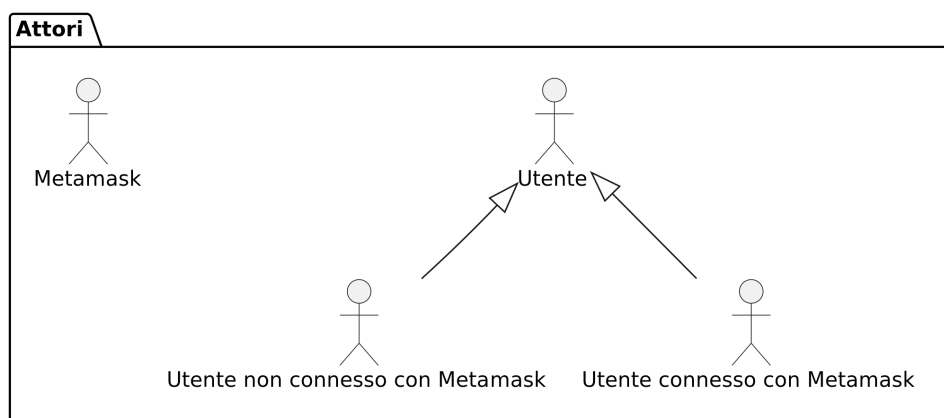 Attori
Metamask
Utente
Utente non connesso con Metamask
Utente connesso con Metamask